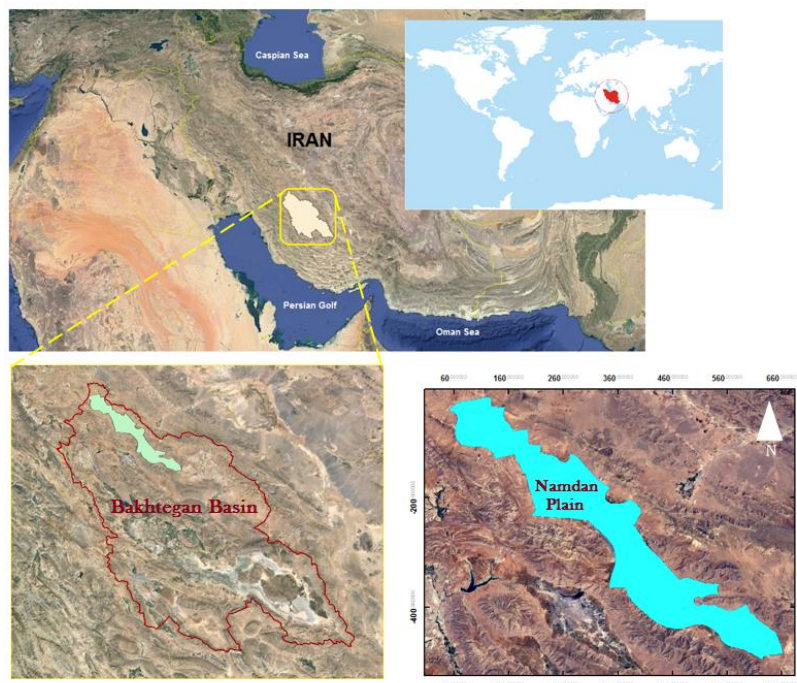 Caspian Sea
IRAN
Persian Golf
Oman Sea
Bakhtegan Basin
60 160 260 360 460 560 660
N
Namdan
Plain
-200
-400